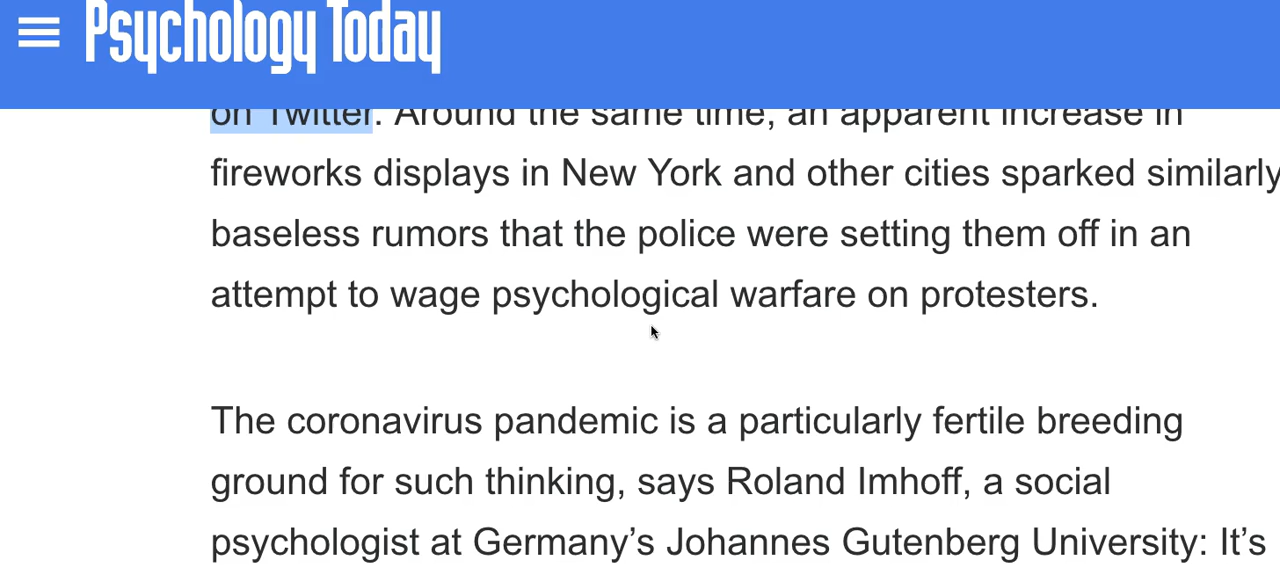 Psychology Today
on Twitter. Around the same time, an apparent increase in
fireworks displays in New York and other cities sparked similarly
baseless rumors that the police were setting them off in an
attempt to wage psychological warfare on protesters.
The coronavirus pandemic is a particularly fertile breeding
ground for such thinking, says Roland Imhoff, a social
psychologist at Germany’s Johannes Gutenberg University: It’s